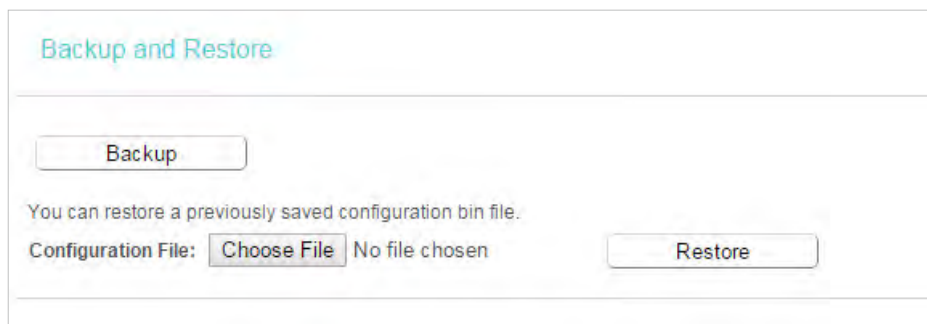 Backup and Restore
Backup
You can restore a previously saved configuration bin file.
Configuration File: Choose File No file chosen Restore